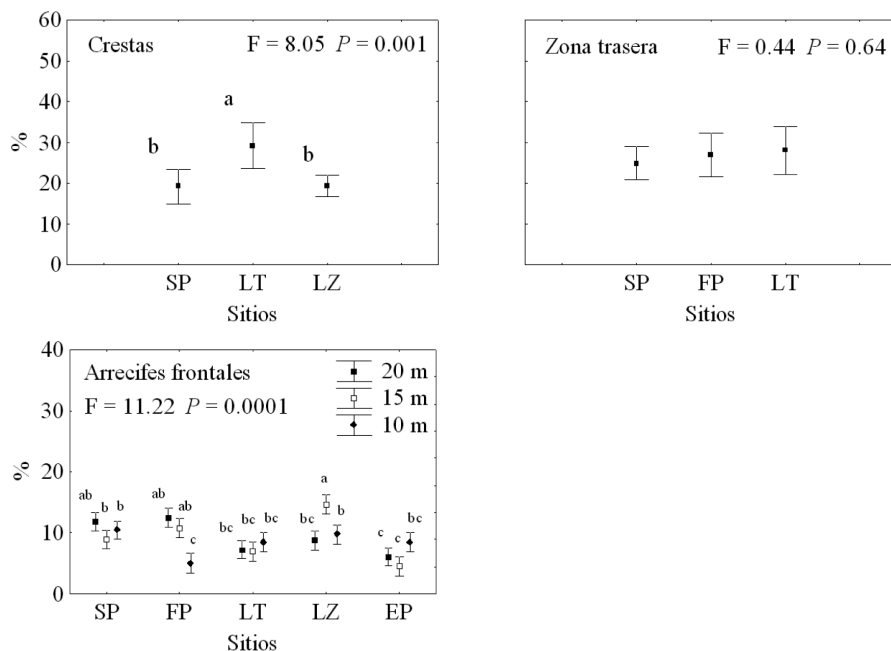 60
50
40
30
20
10
0
%
Crestas
F = 8.05 P = 0.001
a
b
b
SP LT LZ
Sitios
Zona trasera
F = 0.44 P = 0.64
SP FP LT
Sitios
40
30
20
10
0
%
Arrecifes frontales
F = 11.22 P = 0.0001
20 m
15 m
10 m
ab b b ab ab c bc bc bc bc a b c c bc
SP FP LT LZ EP
Sitios